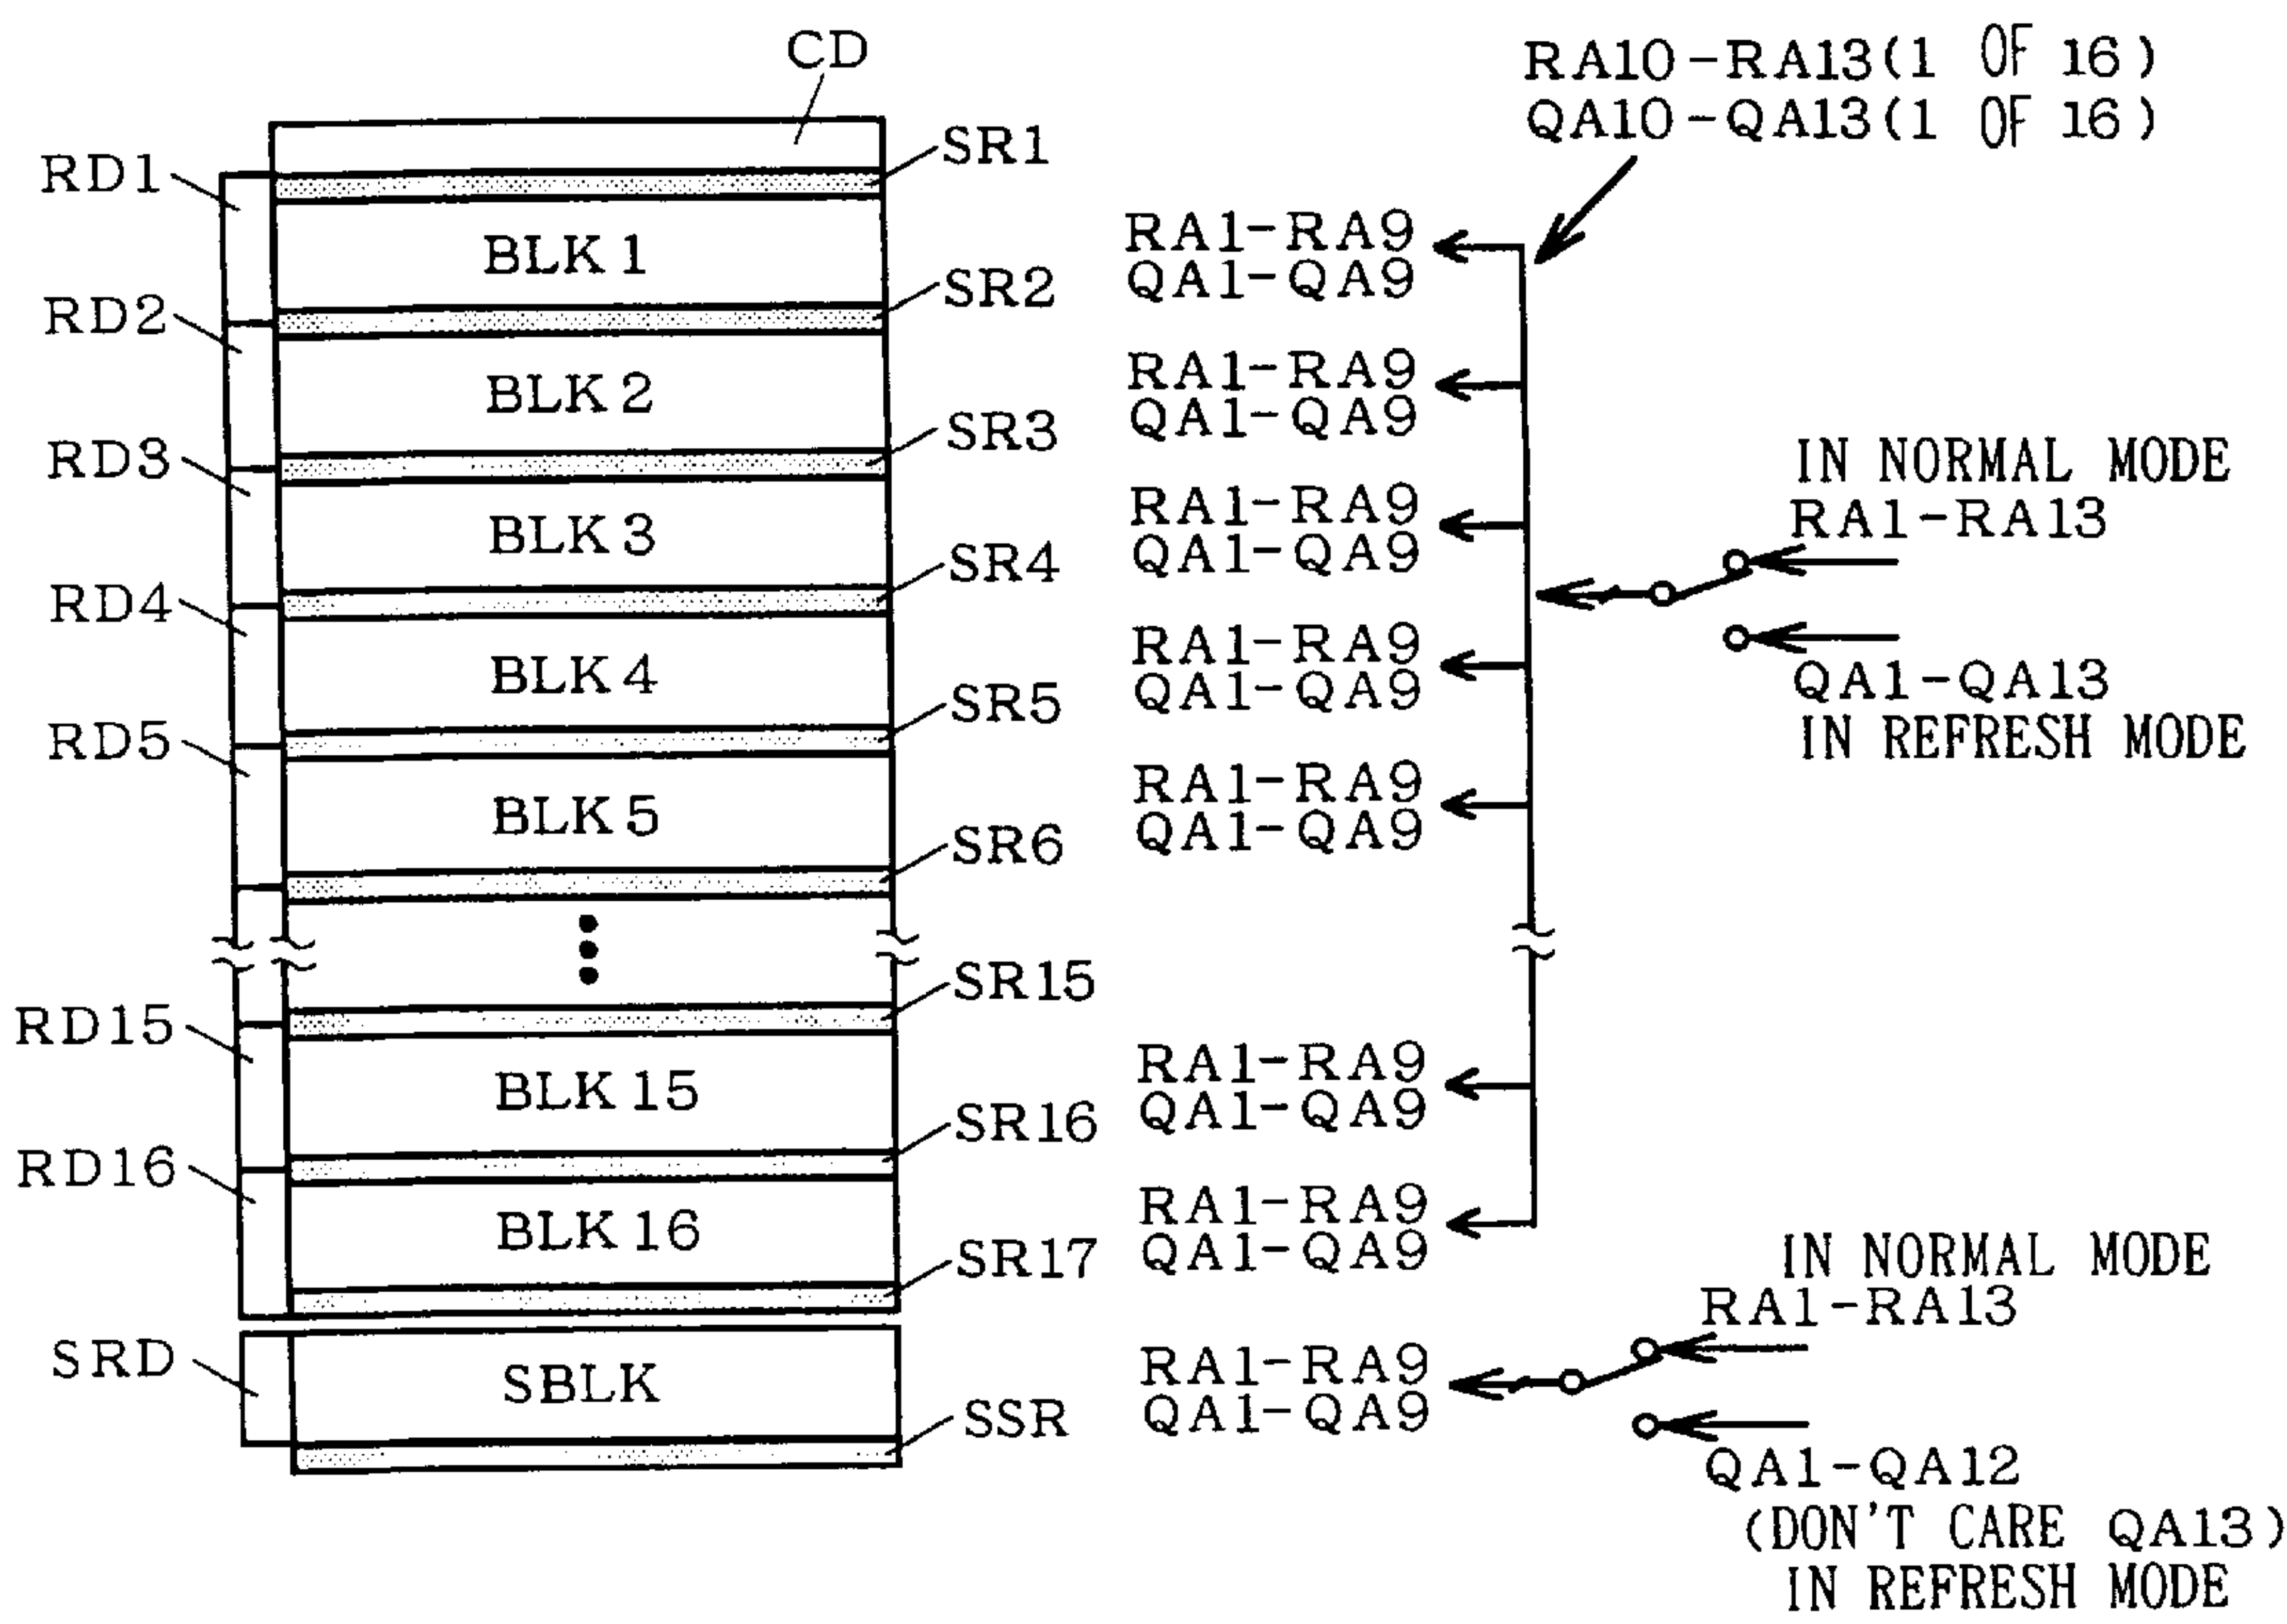 CD
RA10-RA13(1 OF 16)
QA10-QA13(1 OF 16)
SR1
RD1
RA1-RA9
BLK 1
QA1-QA9
SR2
RD2
RA1-RA9
BLK 2
QA1-QA9
SR3
RD3
IN NORMAL MODE
RA1-RA9
RA1-RA13
BLK 3
QA1-QA9
SR4
RD4
RA1-RA9
BLK 4
QA1-QA9
QA1-QA13
SR5
IN REFRESH MODE
RD5
RA1-RA9
BLK 5
QA1-QA9
SR6
SR15
RD15
RA1-RA9
BLK 15
QA1-QA9
SR16
RD16
RA1-RA9
BLK 16
QA1-QA9
SR17
IN NORMAL MODE
RA1-RA13
SRD
RA1-RA9
SBLK
QA1-QA9
SSR
QA1-QA12
(DON'T CARE QA13)
IN REFRESH MODE